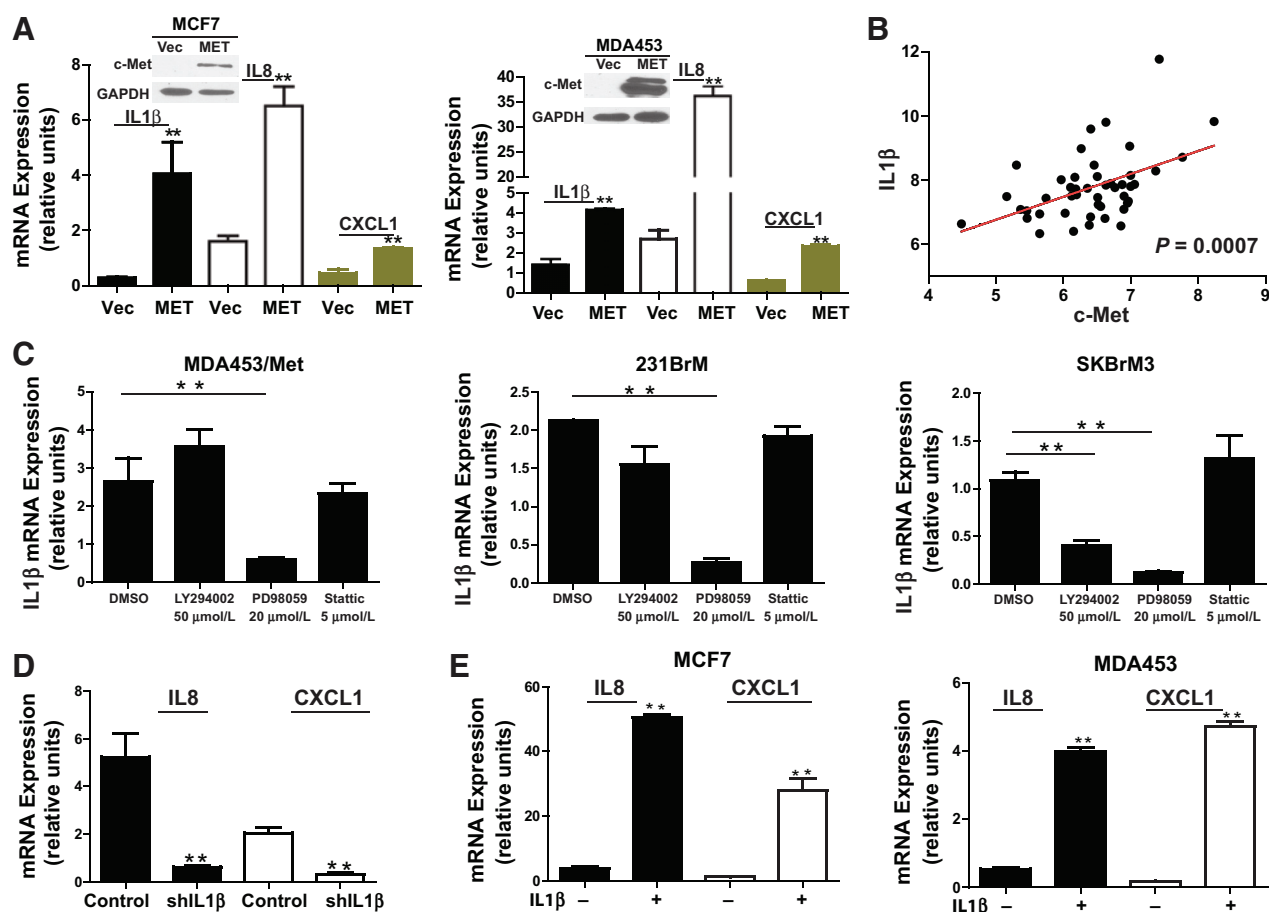 A
mRNA Expression
(relative units)
8
7
6
5
4
3
2
1
0
MCF7
Vec MET
c-Met
GAPDH
IL1β
**
IL8
**
CXCL1
**
Vec MET Vec MET Vec MET
mRNA Expression
(relative units)
40
35
30
25
20
15
10
5
4
3
2
1
0
MDA453
Vec MET
c-Met
GAPDH
IL1β
**
IL8
**
CXCL1
**
Vec MET Vec MET Vec MET
B
IL1β
12
10
8
6
P = 0.0007
4 5 6 7 8 9
c-Met
C
MDA453/Met
IL1β mRNA Expression
(relative units)
5
4
3
2
1
0
* *
DMSO LY294002 PD98059 Stattic
50 µmol/L 20 µmol/L 5 µmol/L
231BrM
IL1β mRNA Expression
(relative units)
2.5
2.0
1.5
1.0
0.5
0.0
* *
DMSO LY294002 PD98059 Stattic
50 µmol/L 20 µmol/L 5 µmol/L
SKBrM3
IL1β mRNA Expression
(relative units)
2.0
1.5
1.0
0.5
0.0
* *
**
DMSO LY294002 PD98059 Stattic
50 µmol/L 20 µmol/L 5 µmol/L
D
mRNA Expression
(relative units)
8
6
4
2
0
IL8
CXCL1
**
**
Control shIL1β Control shIL1β
E
MCF7
mRNA Expression
(relative units)
60
40
20
0
IL8
**
CXCL1
**
IL1β – + – +
MDA453
mRNA Expression
(relative units)
6
4
2
0
IL8
**
CXCL1
**
IL1β – + – +